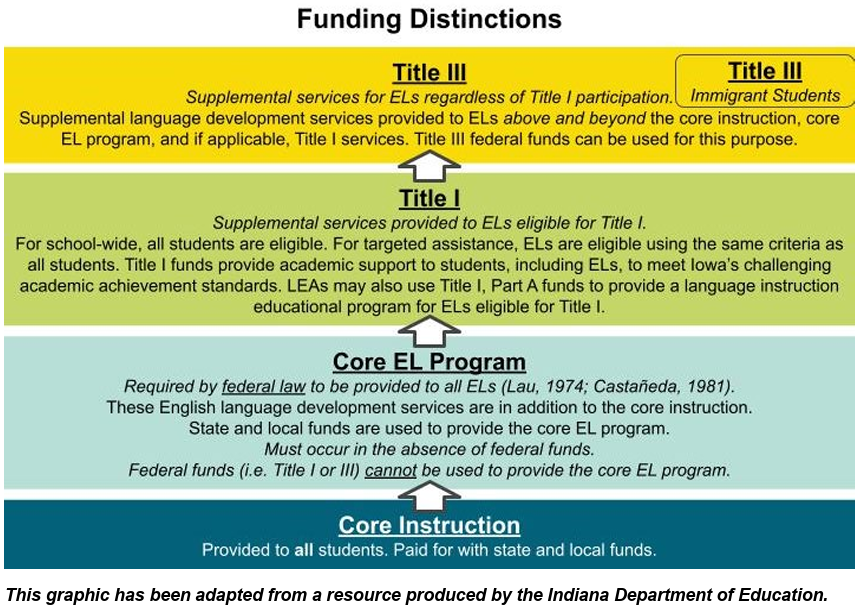 Funding Distinctions
Title III
Supplemental services for ELs regardless of Title I participation.
Title III
Immigrant Students
Supplemental language development services provided to ELs above and beyond the core instruction, core
EL program, and if applicable, Title I services. Title III federal funds can be used for this purpose.
Title I
Supplemental services provided to ELs eligible for Title I.
For school-wide, all students are eligible. For targeted assistance, ELs are eligible using the same criteria as
all students. Title I funds provide academic support to students, including ELs, to meet Iowa's challenging
academic achievement standards. LEAs may also use Title I, Part A funds to provide a language instruction
educational program for ELs eligible for Title I.
Core EL Program
Required by federal law to be provided to all ELs (Lau, 1974; Castañeda, 1981).
These English language development services are in addition to the core instruction.
State and local funds are used to provide the core EL program.
Must occur in the absence of federal funds.
Federal funds (i.e. Title I or III) cannot be used to provide the core EL program.
Core Instruction
Provided to all students. Paid for with state and local funds.
This graphic has been adapted from a resource produced by the Indiana Department of Education.